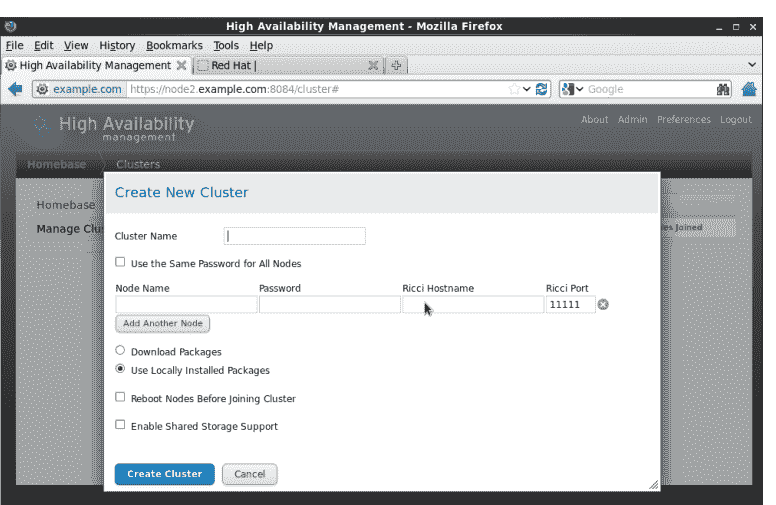 High Availability Management - Mozilla Firefox
File Edit View History Bookmarks Tools Help
High Availability Management Red Hat |
example.com https://node2.example.com:8084/cluster# Google
High Availability
management
About Admin Preferences Logout
Homebase Clusters
Homebase
Manage Clu
es Joined
Create New Cluster
Cluster Name
Use the Same Password for All Nodes
Node Name Password Ricci Hostname Ricci Port
11111
Add Another Node
Download Packages
Use Locally Installed Packages
Reboot Nodes Before Joining Cluster
Enable Shared Storage Support
Create Cluster Cancel